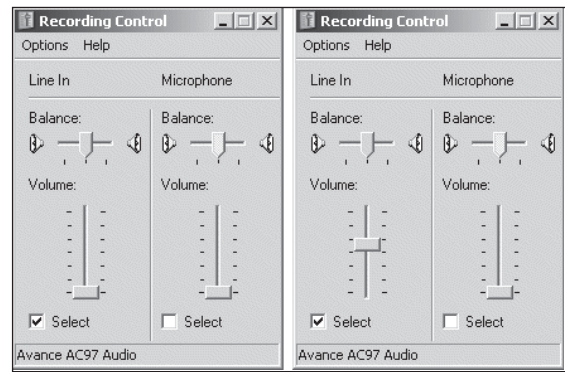 Recording Control
Options Help
Line In Microphone
Balance: Balance:
Volume: Volume:
Select Select
Avance AC97 Audio
Recording Control
Options Help
Line In Microphone
Balance: Balance:
Volume: Volume:
Select Select
Avance AC97 Audio